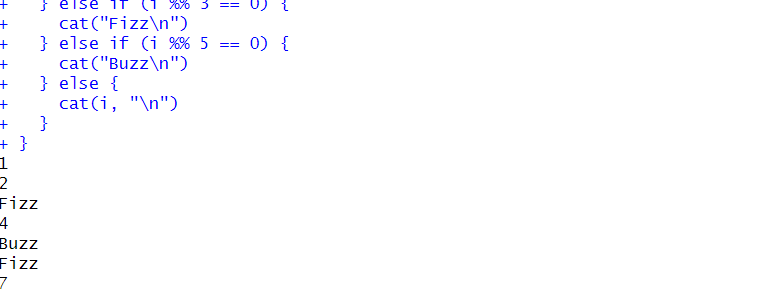 +   } else if (i %% 3 == 0) {
+     cat("Fizz\n")
+   } else if (i %% 5 == 0) {
+     cat("Buzz\n")
+   } else {
+     cat(i, "\n")
+   }
+ }
1
2
Fizz
4
Buzz
Fizz
7